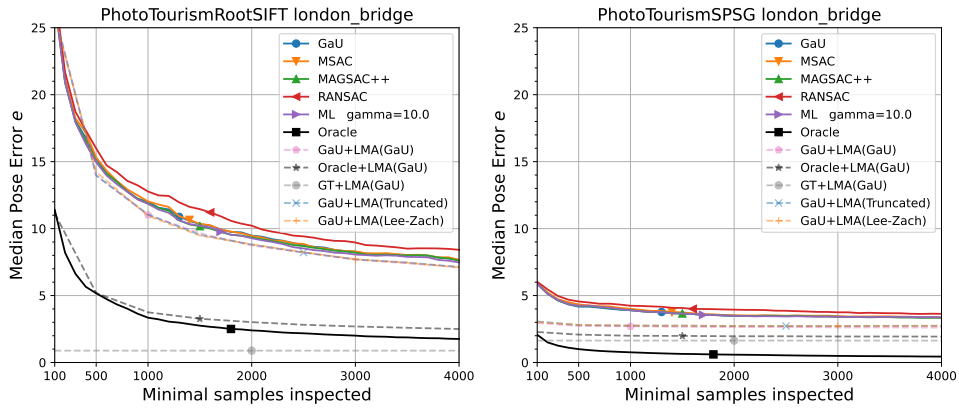 PhotoTourismRootSIFT london_bridge
25
20
15
10
5
0
Median Pose Error e
GaU
MSAC
MAGSAC++
RANSAC
ML gamma=10.0
Oracle
GaU+LMA(GaU)
Oracle+LMA(GaU)
GT+LMA(GaU)
GaU+LMA(Truncated)
GaU+LMA(Lee-Zach)
100 500 1000 2000 3000 4000
Minimal samples inspected
PhotoTourismSPSG london_bridge
25
20
15
10
5
0
Median Pose Error e
GaU
MSAC
MAGSAC++
RANSAC
ML gamma=10.0
Oracle
GaU+LMA(GaU)
Oracle+LMA(GaU)
GT+LMA(GaU)
GaU+LMA(Truncated)
GaU+LMA(Lee-Zach)
100 500 1000 2000 3000 4000
Minimal samples inspected